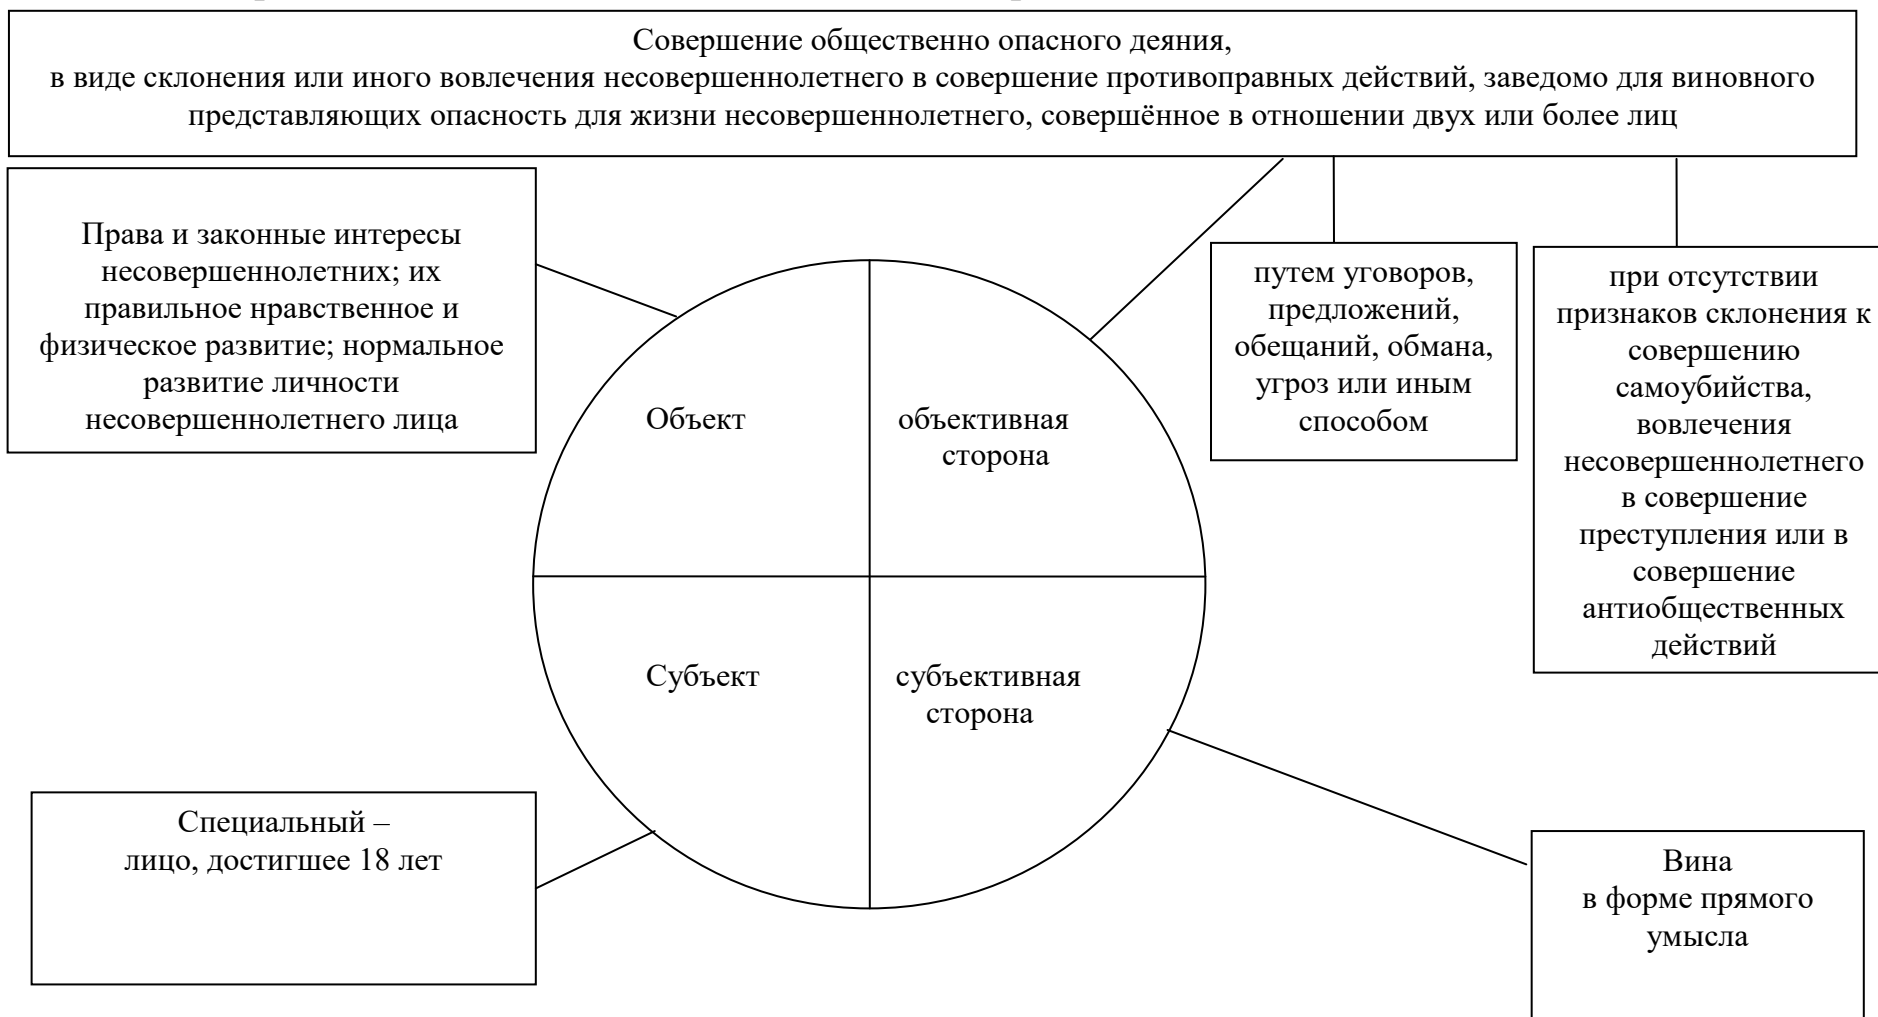 Совершение общественно опасного деяния,
в виде склонения или иного вовлечения несовершеннолетнего в совершение противоправных действий, заведомо для виновного
представляющих опасность для жизни несовершеннолетнего, совершённое в отношении двух или более лиц
Права и законные интересы
несовершеннолетних; их
правильное нравственное и
физическое развитие; нормальное
развитие личности
несовершеннолетнего лица
путем уговоров,
предложений,
обещаний, обмана,
угроз или иным
способом
при отсутствии
признаков склонения к
совершению
самоубийства,
вовлечения
несовершеннолетнего
в совершение
преступления или в
совершение
антиобщественных
действий
Объект
объективная
сторона
Субъект
субъективная
сторона
Специальный –
лицо, достигшее 18 лет
Вина
в форме прямого
умысла